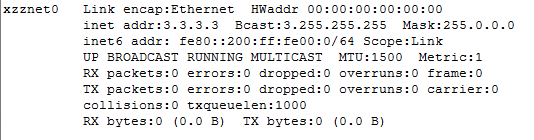 xzznet0   Link encap:Ethernet  HWaddr 00:00:00:00:00:00
          inet addr:3.3.3.3  Bcast:3.255.255.255  Mask:255.0.0.0
          inet6 addr: fe80::200:ff:fe00:0/64 Scope:Link
          UP BROADCAST RUNNING MULTICAST  MTU:1500  Metric:1
          RX packets:0 errors:0 dropped:0 overruns:0 frame:0
          TX packets:0 errors:0 dropped:0 overruns:0 carrier:0
          collisions:0 txqueuelen:1000
          RX bytes:0 (0.0 B)  TX bytes:0 (0.0 B)